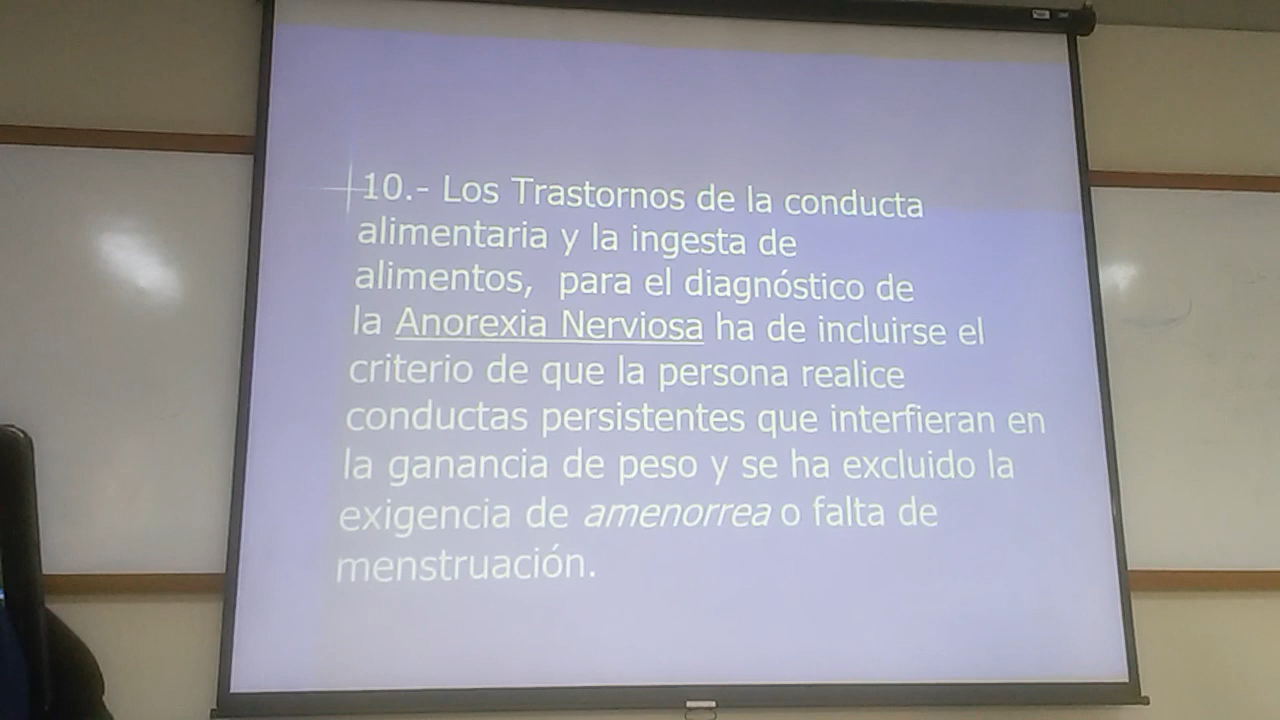 10.- Los Trastornos de la conducta
alimentaria y la ingesta de
alimentos,  para el diagnóstico de
la Anorexia Nerviosa ha de incluirse el
criterio de que la persona realice
conductas persistentes que interfieran en
la ganancia de peso y se ha excluido la
exigencia de amenorrea o falta de
menstruación.